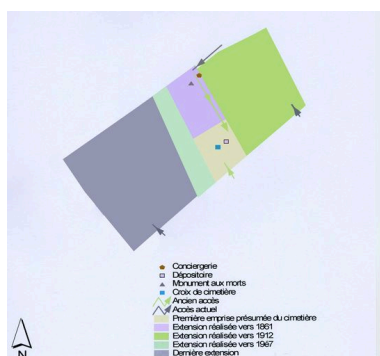 Conciergerie
Dépositoire
Monument aux morts
Croix de cimetière
Ancien accès
Accès actuel
Première emprise présumée du cimetière
Extension réalisée vers 1861
Extension réalisée vers 1912
Extension réalisée vers 1967
Dernière extension
N